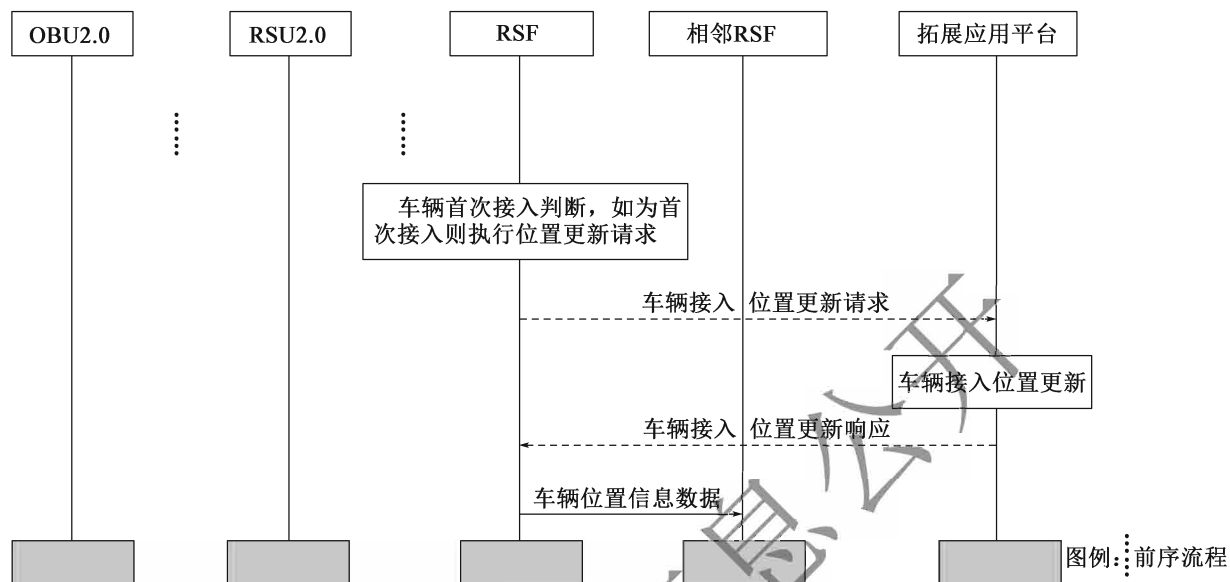 OBU2.0
RSU2.0
RSF
相邻RSF
拓展应用平台
车辆首次接入判断，如为首
次接入则执行位置更新请求
车辆接入 位置更新请求
车辆接入位置更新
车辆接入 位置更新响应
车辆位置信息数据
图例：前序流程
息公开